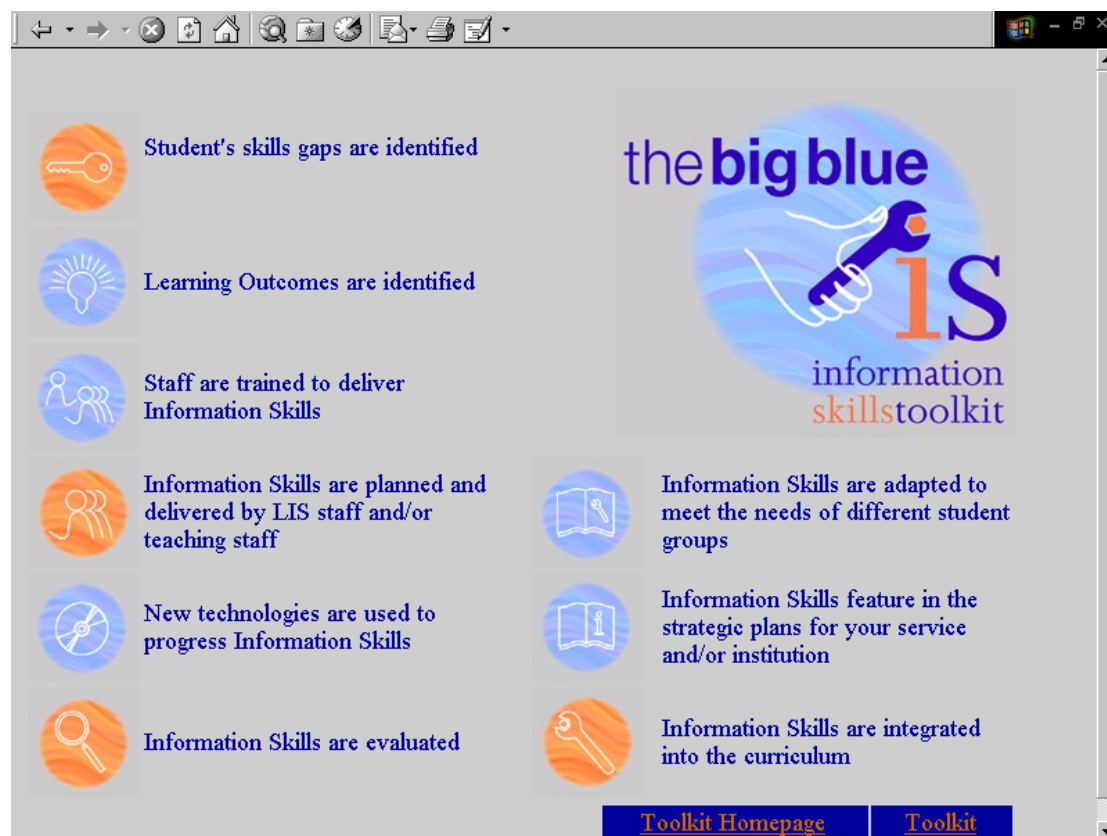 Student's skills gaps are identified
the big blue
is
information
skillstoolkit
Learning Outcomes are identified
Staff are trained to deliver
Information Skills
Information Skills are planned and
delivered by LIS staff and/or
teaching staff
New technologies are used to
progress Information Skills
Information Skills are evaluated
Information Skills are adapted to
meet the needs of different student
groups
i
Information Skills feature in the
strategic plans for your service
and/or institution
Information Skills are integrated
into the curriculum
Toolkit Homepage
Toolkit